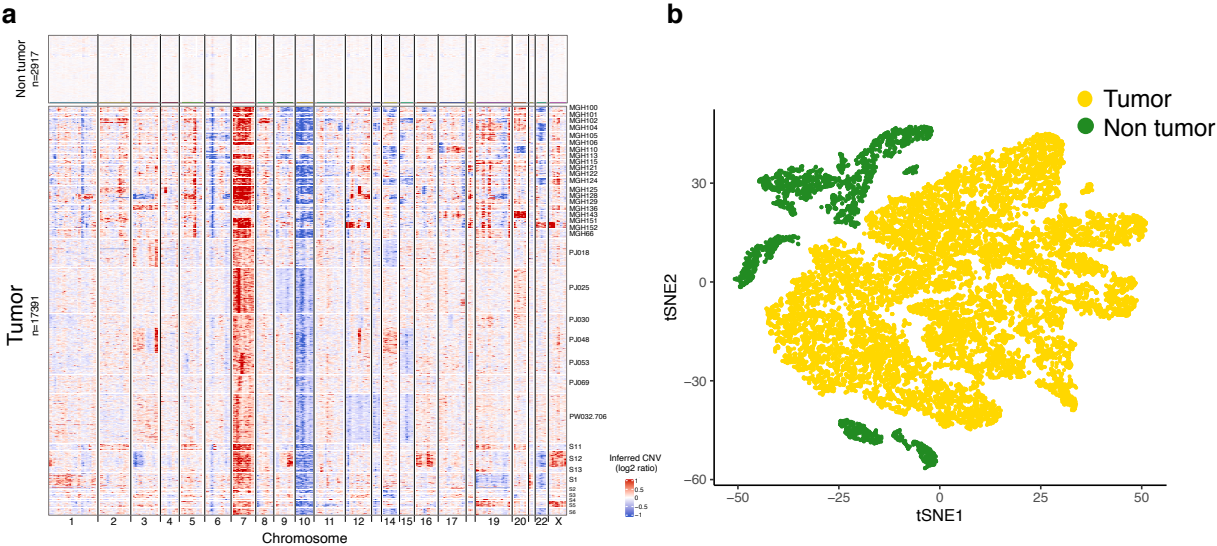 a
Non tumor
n=2917
Tumor
n=17391
MGH100
MGH101
MGH102
MGH104
MGH105
MGH106
MGH110
MGH113
MGH115
MGH121
MGH122
MGH124
MGH125
MGH128
MGH129
MGH136
MGH143
MGH151
MGH152
MGH66
PJ018
PJ025
PJ030
PJ048
PJ053
PJ069
PW032.706
S11
S12
S13
S1
S2
S3
S4
S5
S6
1 2 3 4 5 6 7 8 9 10 11 12 14 15 16 17 19 20 22 X
Chromosome
Inferred CNV
(log2 ratio)
1
0.5
0
−0.5
−1
b
Tumor
Non tumor
30
0
−30
−60
tSNE2
−50 −25 0 25 50
tSNE1